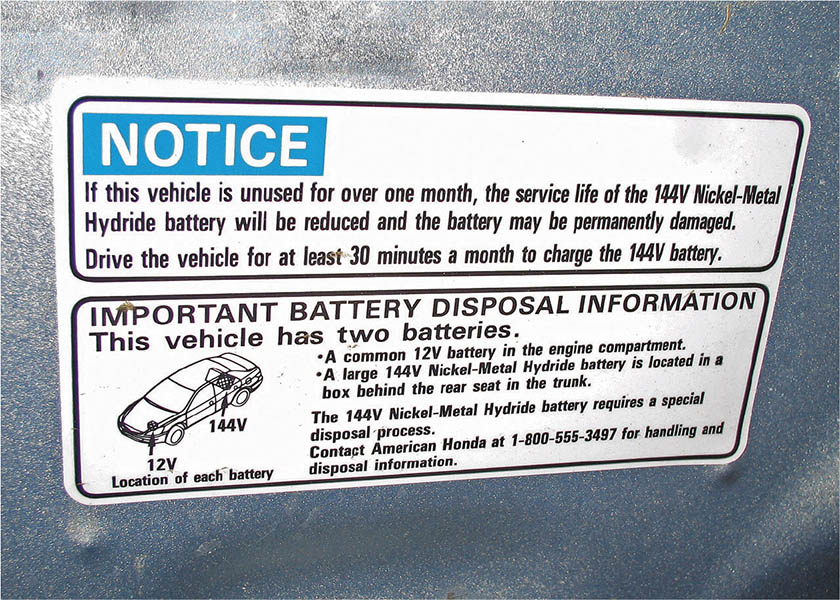 NOTICE
If this vehicle is unused for over one month, the service life of the 144V Nickel-Metal
Hydride battery will be reduced and the battery may be permanently damaged.
Drive the vehicle for at least 30 minutes a month to charge the 144V battery.
IMPORTANT BATTERY DISPOSAL INFORMATION
This vehicle has two batteries.
•A common 12V battery in the engine compartment.
•A large 144V Nickel-Metal Hydride battery is located in a
box behind the rear seat in the trunk.
The 144V Nickel-Metal Hydride battery requires a special
disposal process.
Contact American Honda at 1-800-555-3497 for handling and
disposal information.
144V
12V
Location of each battery